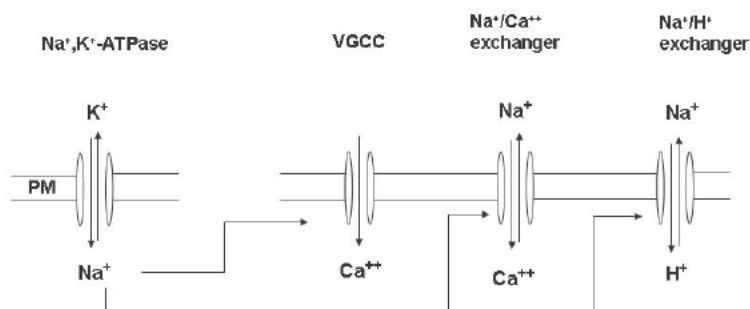 Na⁺,K⁺-ATPase
VGCC
Na⁺/Ca⁺⁺
exchanger
Na⁺/H⁺
exchanger
K⁺
Na⁺
Na⁺
PM
Na⁺
Ca⁺⁺
Ca⁺⁺
H⁺